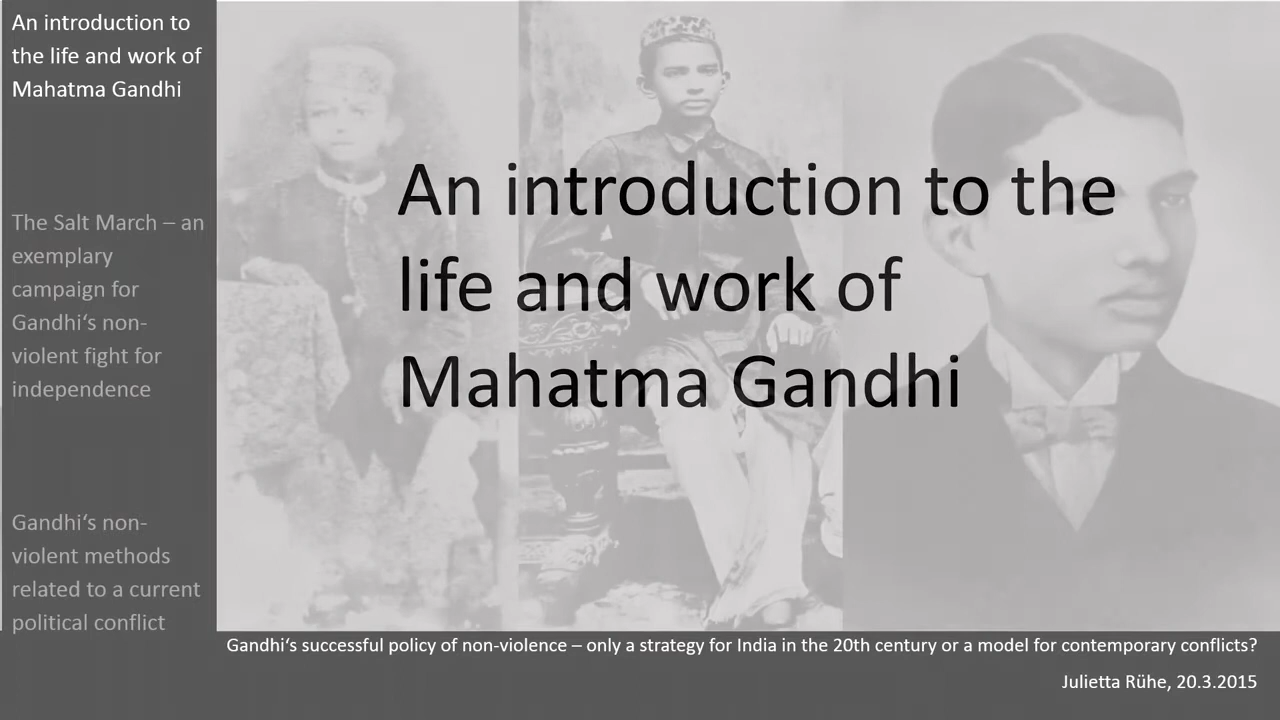 An introduction to
the life and work of
Mahatma Gandhi
The Salt March – an
exemplary
campaign for
Gandhi‘s non-
violent fight for
independence
Gandhi‘s non-
violent methods
related to a current
political conflict
An introduction to the
life and work of
Mahatma Gandhi
Gandhi‘s successful policy of non-violence – only a strategy for India in the 20th century or a model for contemporary conflicts?
Julietta Rühe, 20.3.2015